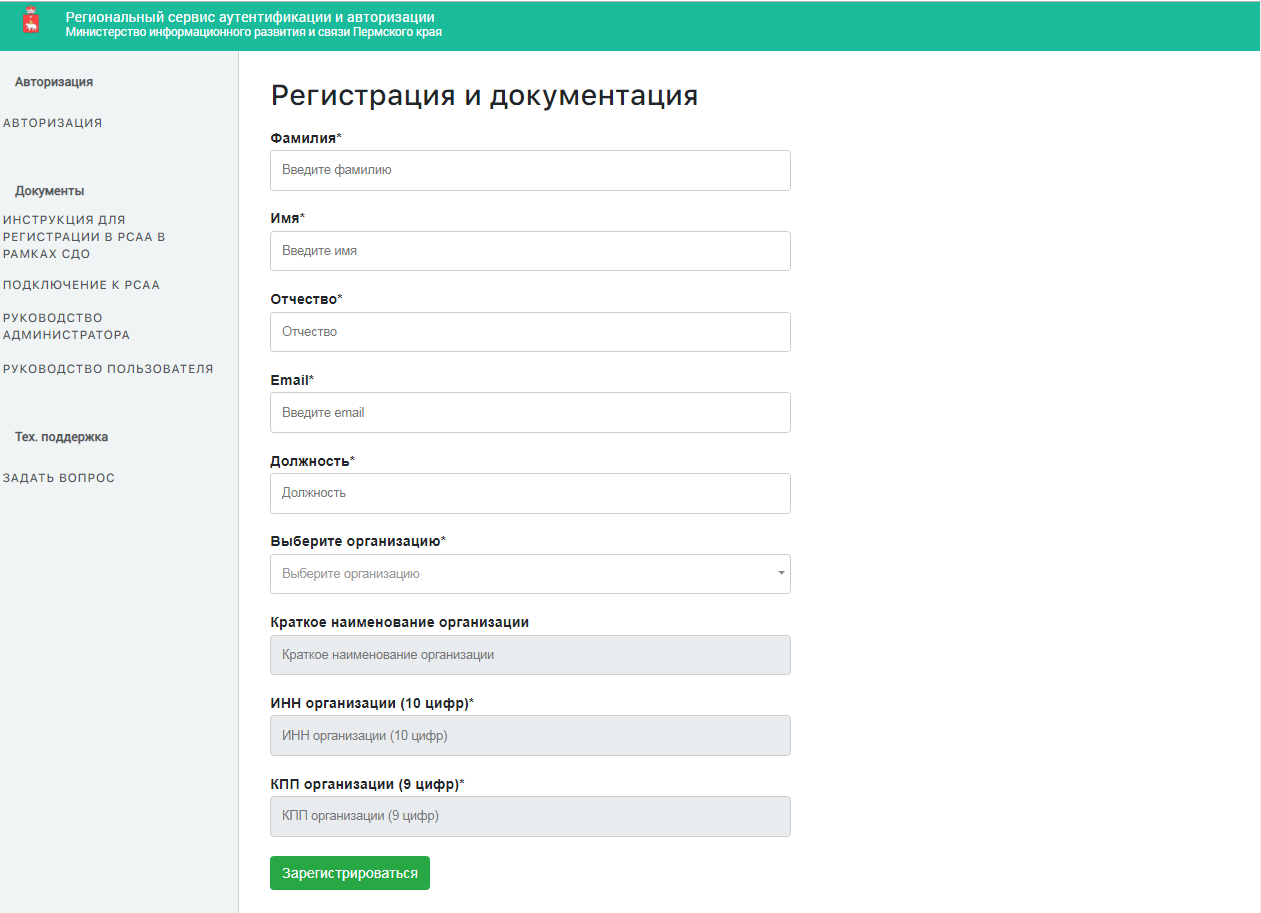 Региональный сервис аутентификации и авторизации
Министерство информационного развития и связи Пермского края
Авторизация
АВТОРИЗАЦИЯ
Документы
ИНСТРУКЦИЯ ДЛЯ
РЕГИСТРАЦИИ В РСАА В
РАМКАХ СДО
ПОДКЛЮЧЕНИЕ К РСАА
РУКОВОДСТВО
АДМИНИСТРАТОРА
РУКОВОДСТВО ПОЛЬЗОВАТЕЛЯ
Тех. поддержка
ЗАДАТЬ ВОПРОС
Регистрация и документация
Фамилия*
Введите фамилию
Имя*
Введите имя
Отчество*
Отчество
Email*
Введите email
Должность*
Должность
Выберите организацию*
Выберите организацию
Краткое наименование организации
Краткое наименование организации
ИНН организации (10 цифр)*
ИНН организации (10 цифр)
КПП организации (9 цифр)*
КПП организации (9 цифр)
Зарегистрироваться